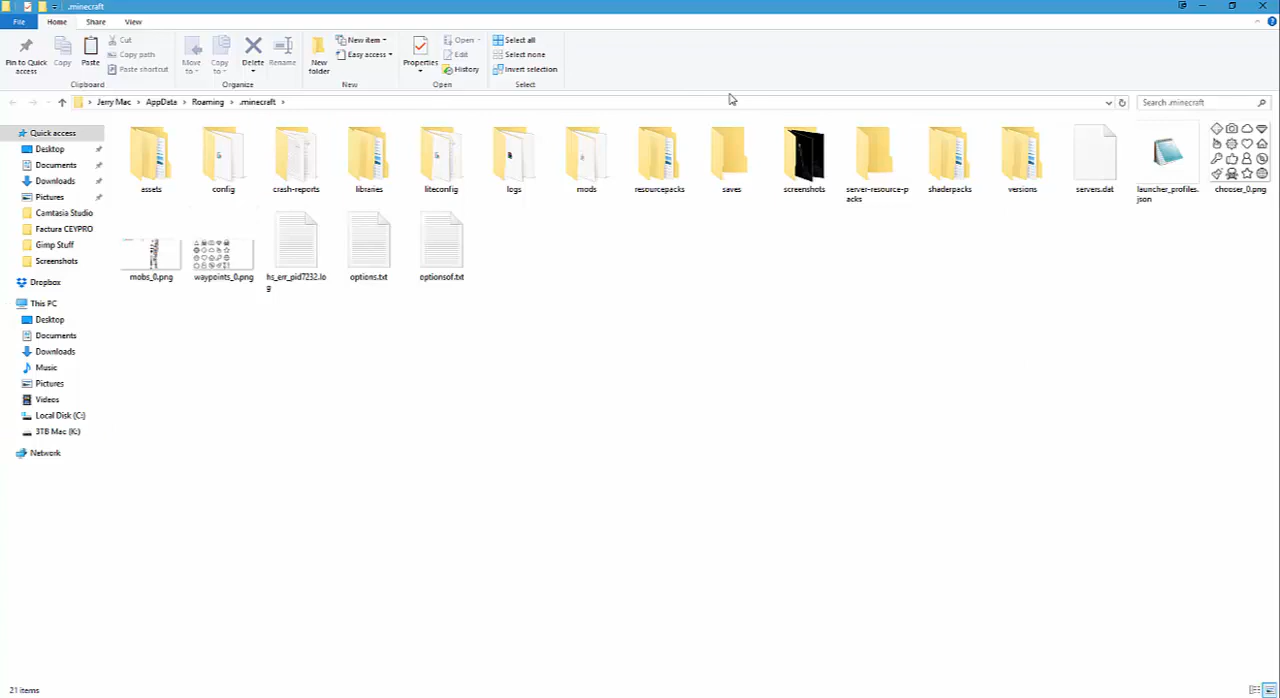 .minecraft
File Home Share View
Pin to Quick access
Copy
Paste
Cut
Copy path
Paste shortcut
Clipboard
Move to
Copy to
Delete
Rename
Organize
New folder
New item
Easy access
New
Properties
Open
Edit
History
Open
Select all
Select none
Invert selection
Select
Jerry Mac > AppData > Roaming > .minecraft >
Search .minecraft
Quick access
Desktop
Documents
Downloads
Pictures
Camtasia Studio
Factura CEYPRO
Gimp Stuff
Screenshots
Dropbox
This PC
Desktop
Documents
Downloads
Music
Pictures
Videos
Local Disk (C:)
3TB Mac (K:)
Network
assets
config
crash-reports
libraries
liteconfig
logs
mods
resourcepacks
saves
screenshots
server-resource-p
acks
shaderpacks
versions
servers.dat
launcher_profiles.
json
chooser_0.png
mobs_0.png
waypoints_0.png
hs_err_pid7232.lo
g
options.txt
optionsof.txt
21 items